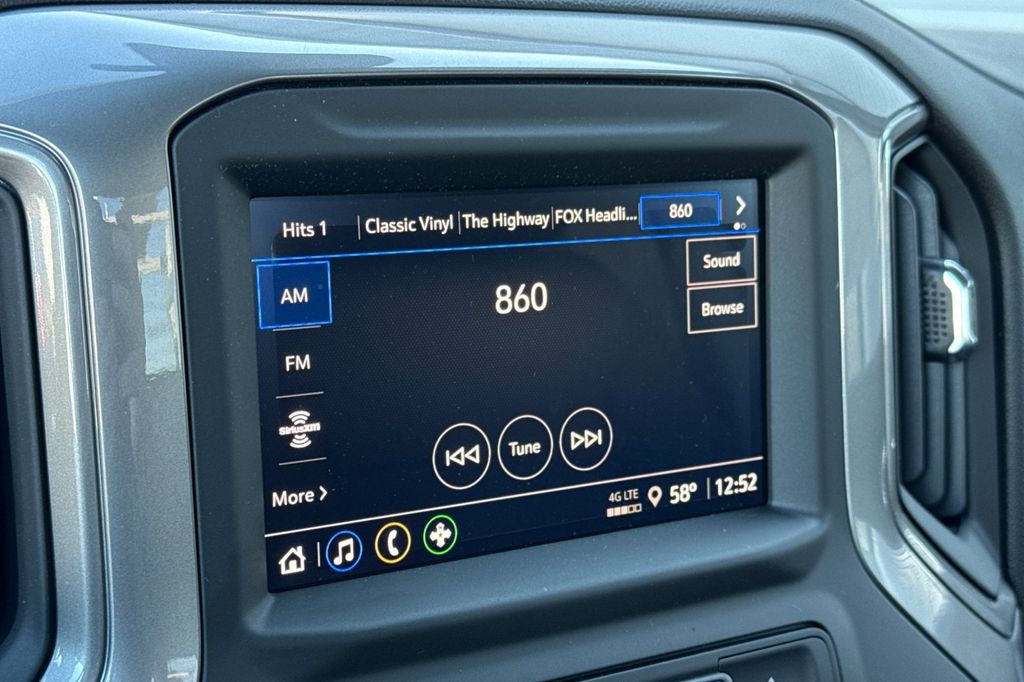 Hits 1 Classic Vinyl The Highway FOX Headli... 860
AM
860
Sound
Browse
FM
SiriusXM
Tune
More
4G LTE 58° 12:52